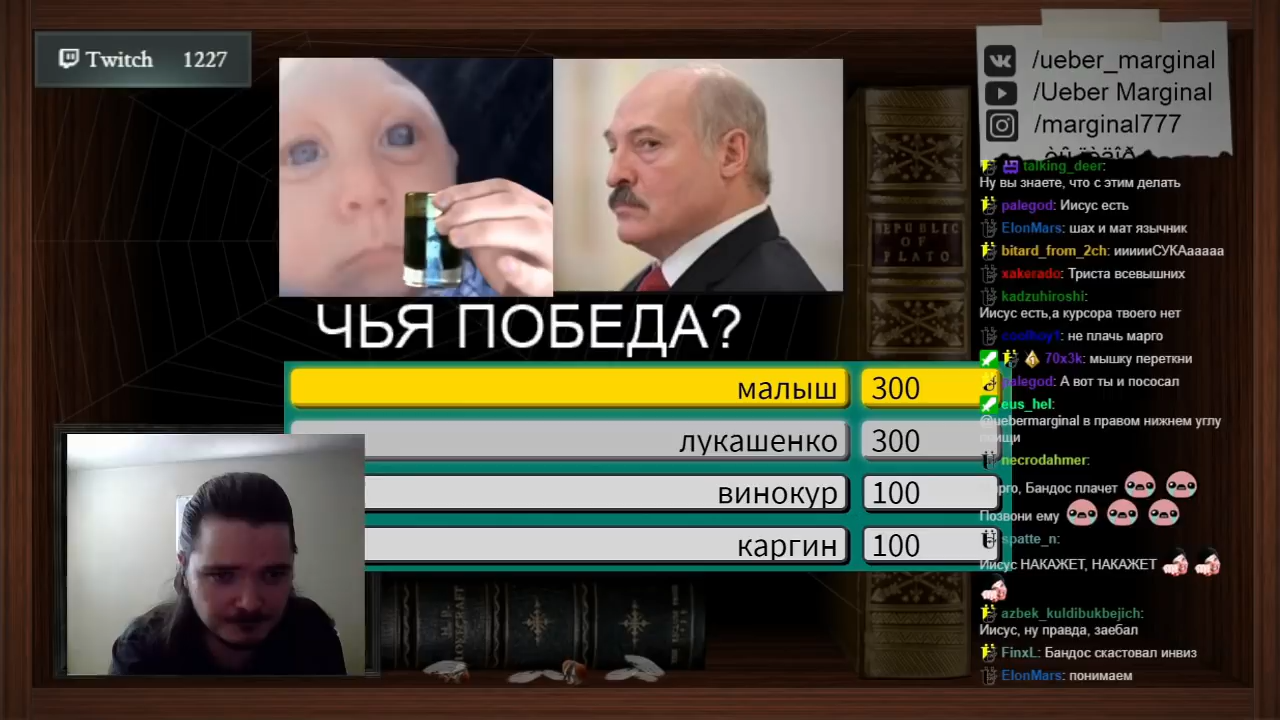 Twitch 1227
/ueber_marginal
/Ueber Marginal
/marginal777
ЧЬЯ ПОБЕДА?
малыш 300
лукашенко 300
винокур 100
каргин 100
REPUBLIC
OF
PLATO
H.P.
LOVECRAFT
talking_deer:
Ну вы знаете, что с этим делать
palegod: Иисус есть
ElonMars: шах и мат язычник
bitard_from_2ch: иииииСУКАааааа
xakerado: Триста всевышних
kadzuhiroshi:
Иисус есть,а курсора твоего нет
coolhoy1: не плачь марго
70x3k: мышку переткни
palegod: А вот ты и пососал
eus_hel:
@uebermarginal в правом нижнем углу
necrodahmer:
Бандос плачет
Позвони ему
spatte_n:
Иисус НАКАЖЕТ, НАКАЖЕТ
azbek_kuldibukbejich:
Иисус, ну правда, заебал
FinxL: Бандос скастовал инвиз
ElonMars: понимаем